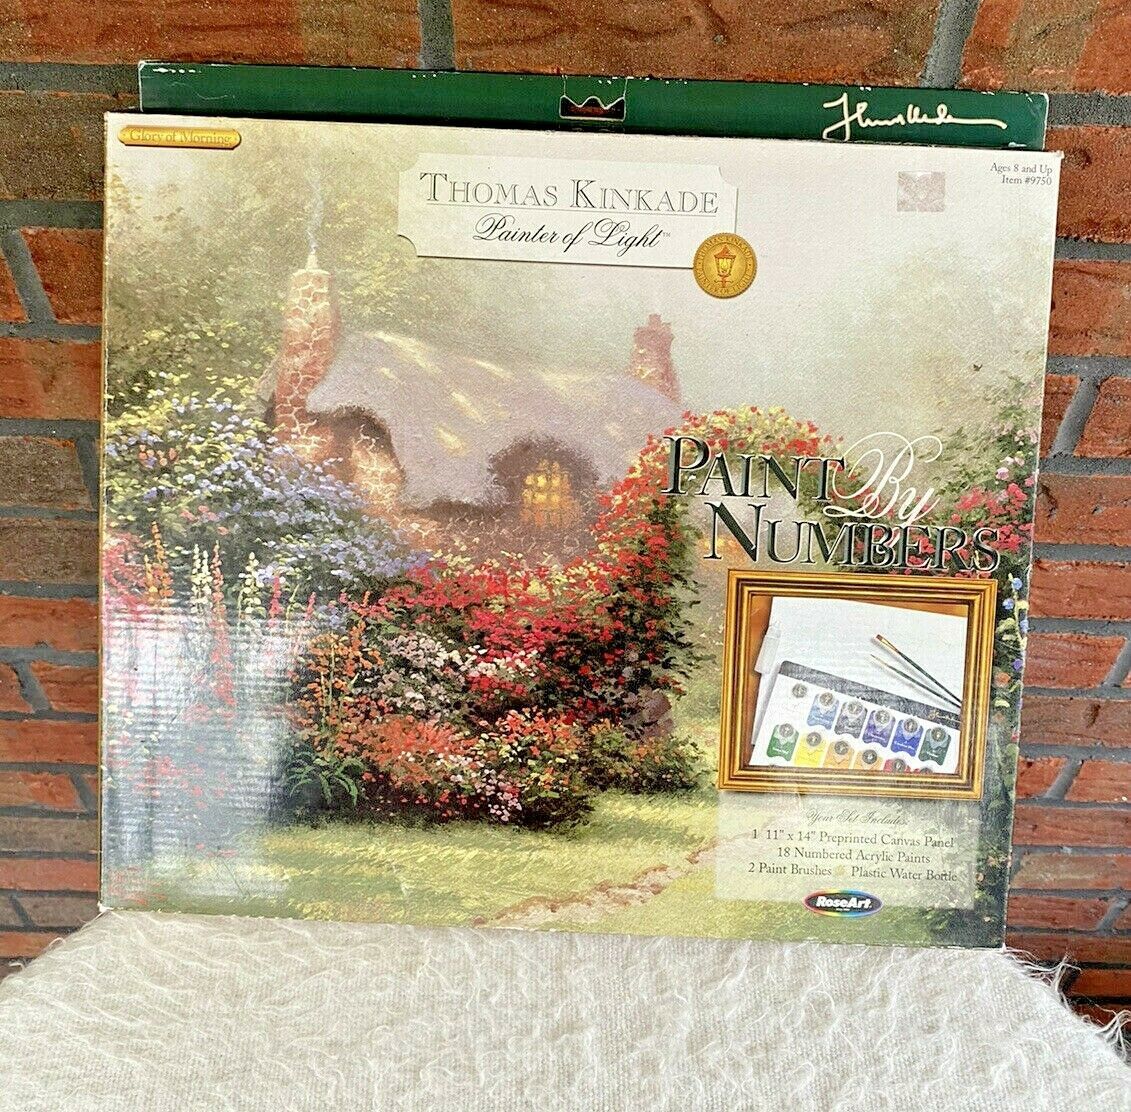 Glory of Morning
THOMAS KINKADE
Painter of Light™
Ages 8 and Up
Item #9750
PAINT By
NUMBERS
Your Set Includes:
1 11" x 14" Preprinted Canvas Panel
18 Numbered Acrylic Paints
2 Paint Brushes Plastic Water Bottle
RoseArt